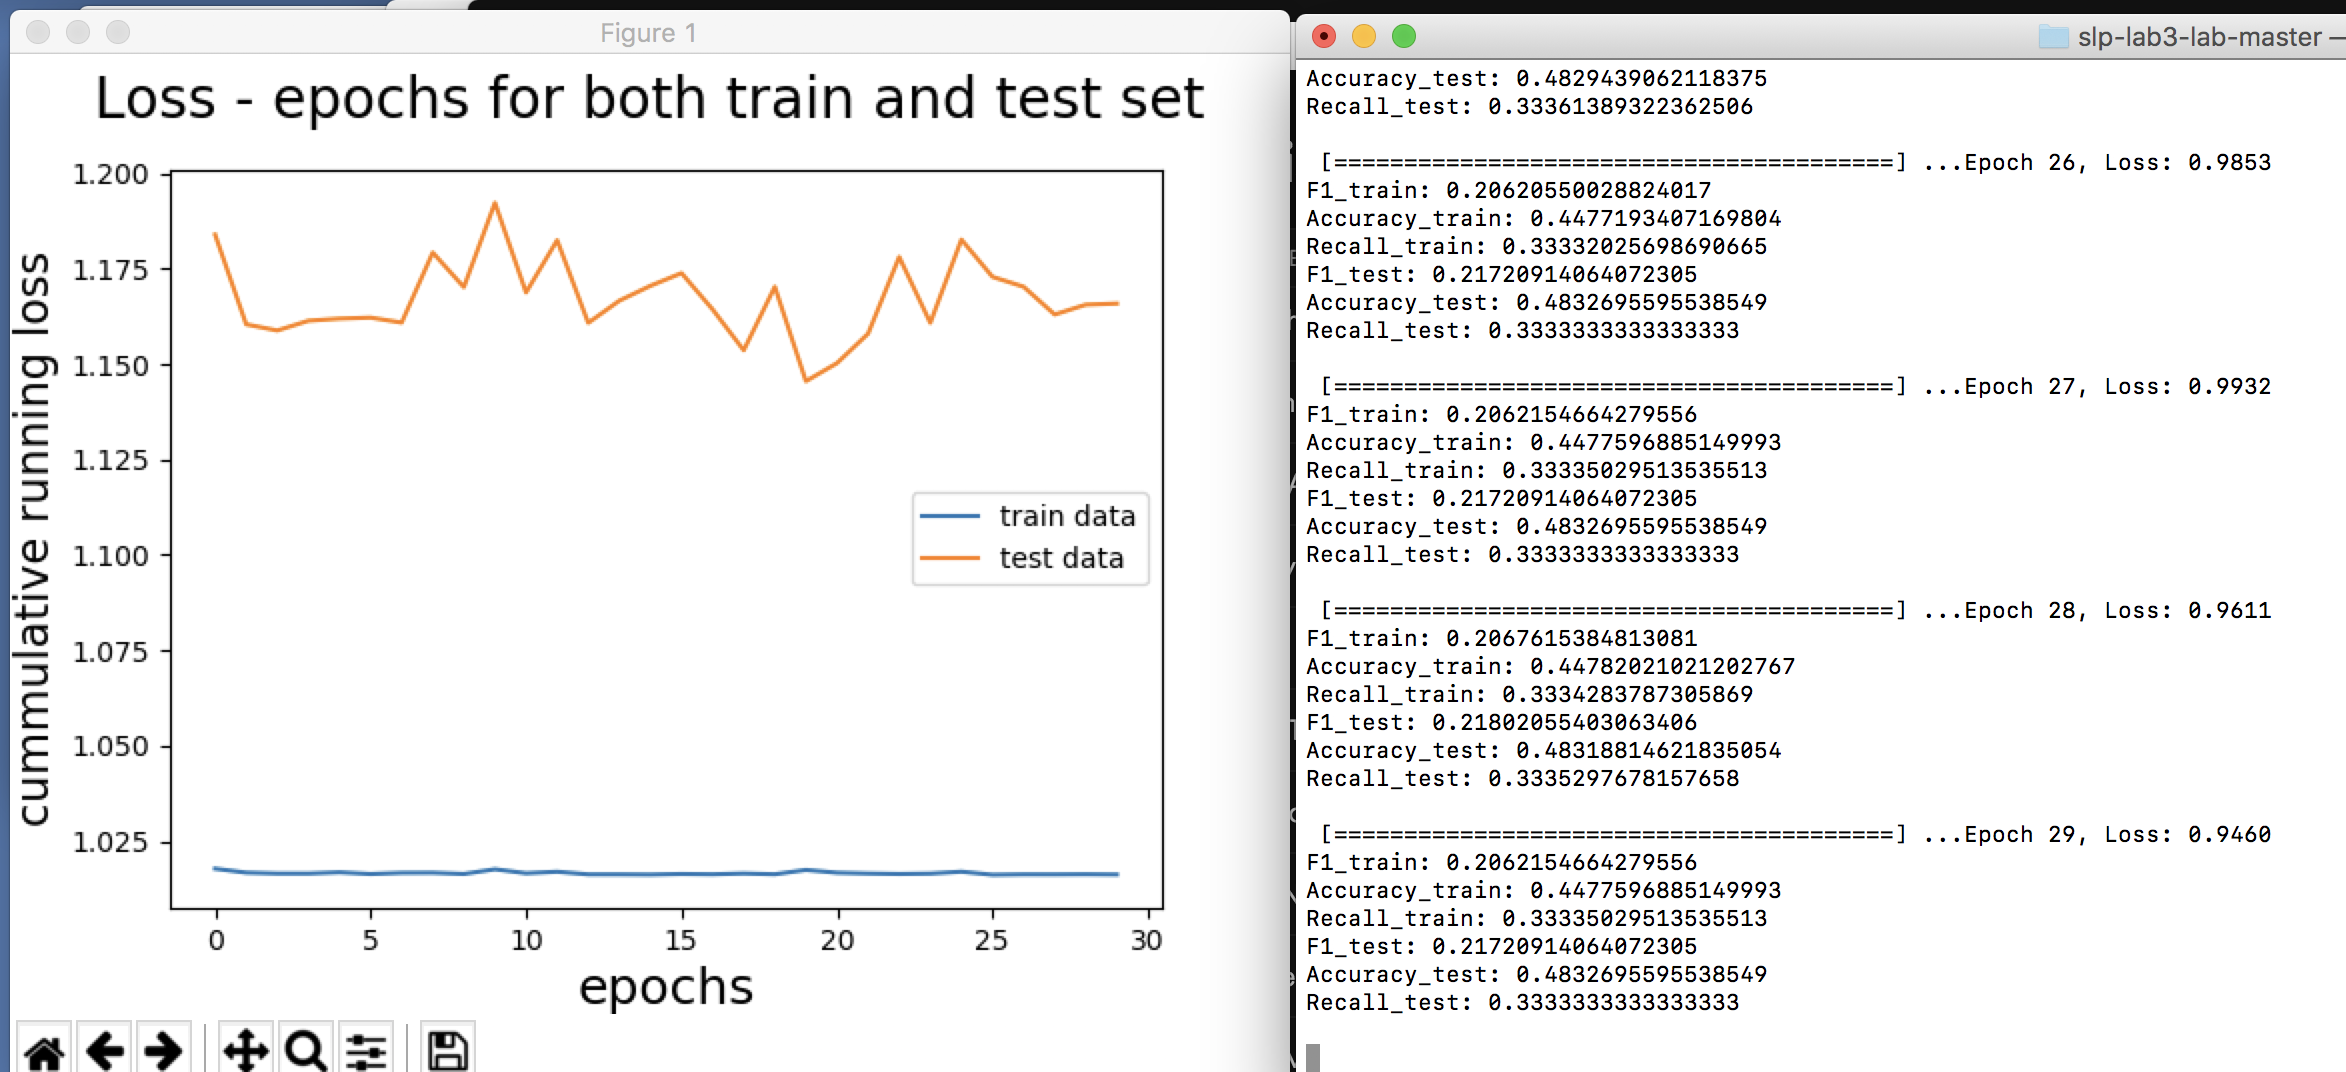 Figure 1
Loss - epochs for both train and test set
cummulative running loss
1.200
1.175
1.150
1.125
1.100
1.075
1.050
1.025
train data
test data
0 5 10 15 20 25 30
epochs
slp-lab3-lab-master —
Accuracy_test: 0.4829439062118375
Recall_test: 0.33361389322362506
[========================================] ...Epoch 26, Loss: 0.9853
F1_train: 0.20620550028824017
Accuracy_train: 0.4477193407169804
Recall_train: 0.33332025698690665
F1_test: 0.21720914064072305
Accuracy_test: 0.4832695595538549
Recall_test: 0.3333333333333333
[========================================] ...Epoch 27, Loss: 0.9932
F1_train: 0.2062154664279556
Accuracy_train: 0.4477596885149993
Recall_train: 0.33335029513535513
F1_test: 0.21720914064072305
Accuracy_test: 0.4832695595538549
Recall_test: 0.3333333333333333
[========================================] ...Epoch 28, Loss: 0.9611
F1_train: 0.2067615384813081
Accuracy_train: 0.44782021021202767
Recall_train: 0.3334283787305869
F1_test: 0.21802055403063406
Accuracy_test: 0.48318814621835054
Recall_test: 0.3335297678157658
[========================================] ...Epoch 29, Loss: 0.9460
F1_train: 0.2062154664279556
Accuracy_train: 0.4477596885149993
Recall_train: 0.33335029513535513
F1_test: 0.21720914064072305
Accuracy_test: 0.4832695595538549
Recall_test: 0.3333333333333333